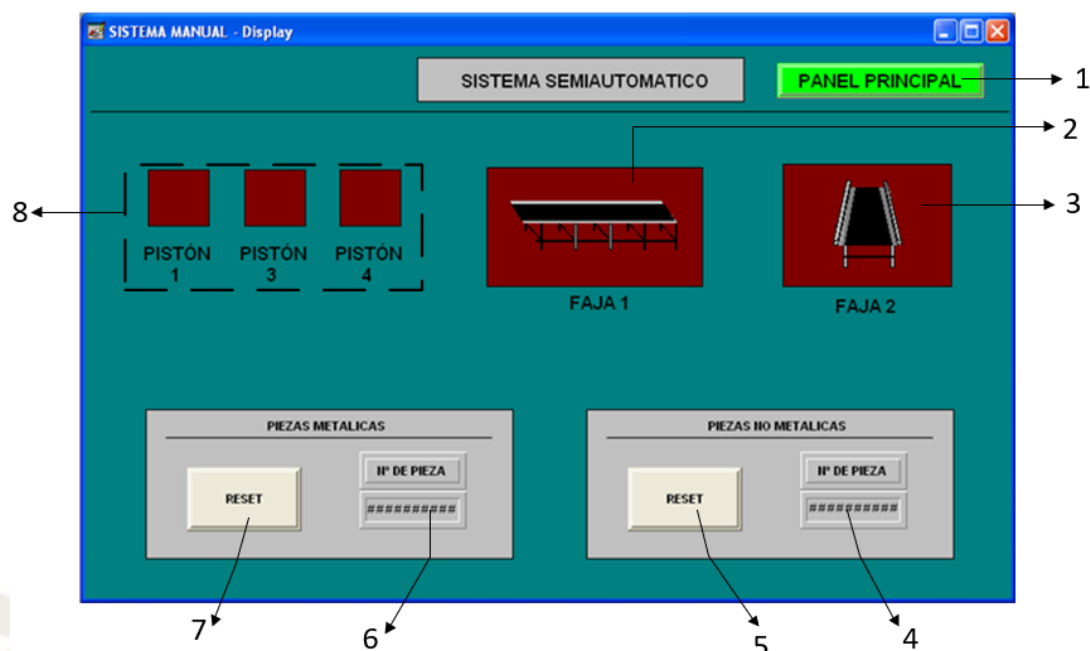 SISTEMA MANUAL - Display
SISTEMA SEMIAUTOMATICO
PANEL PRINCIPAL
1
2
3
8
PISTÓN
1
PISTÓN
3
PISTÓN
4
FAJA 1
FAJA 2
PIEZAS METALICAS
RESET
Nº DE PIEZA
##########
PIEZAS NO METALICAS
RESET
Nº DE PIEZA
##########
7
6
5
4